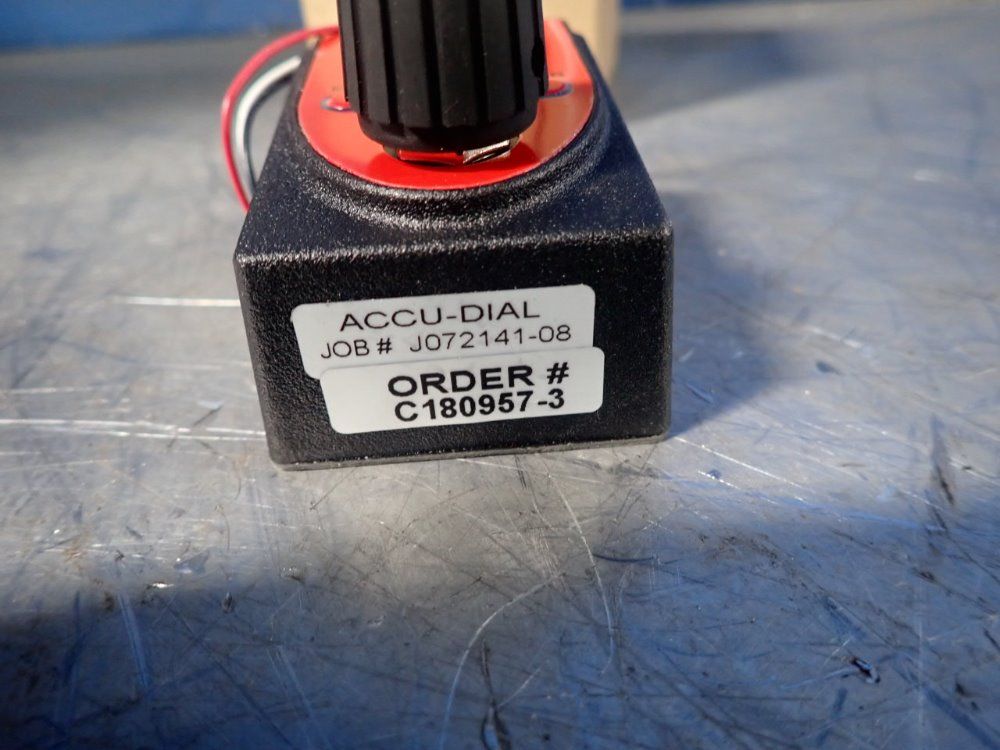 ACCU-DIAL
JOB # J072141-08
ORDER #
C180957-3